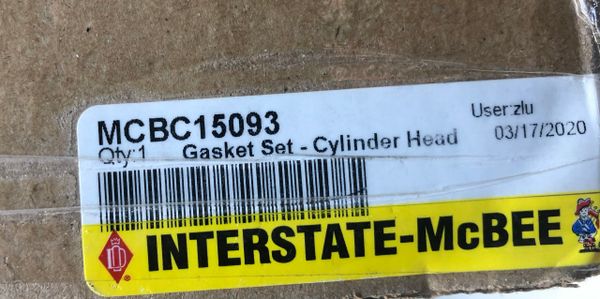 MCBC15093
User:zlu
Qty:1 Gasket Set - Cylinder Head 03/17/2020
INTERSTATE-McBEE